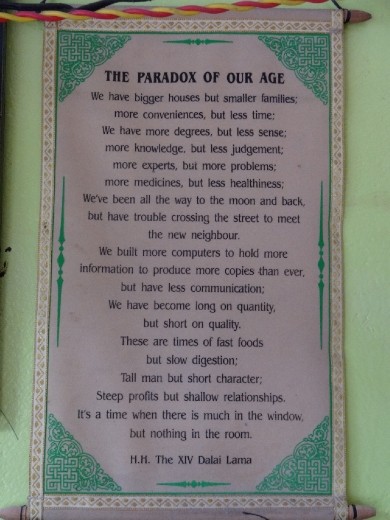 THE PARADOX OF OUR AGE
We have bigger houses but smaller families;
more conveniences, but less time;
We have more degrees, but less sense;
more knowledge, but less judgement;
more experts, but more problems;
more medicines, but less healthiness;
We've been all the way to the moon and back,
but have trouble crossing the street to meet
the new neighbour.
We built more computers to hold more
information to produce more copies than ever,
but have less communication;
We have become long on quantity,
but short on quality.
These are times of fast foods
but slow digestion;
Tall man but short character;
Steep profits but shallow relationships.
It's a time when there is much in the window,
but nothing in the room.
H.H. The XIV Dalai Lama